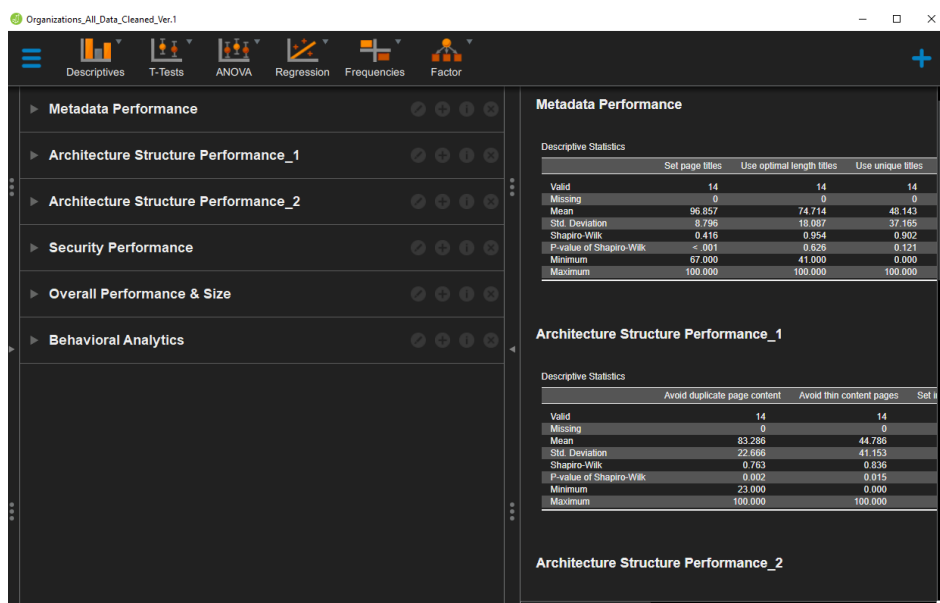 Organizations_All_Data_Cleaned_Ver.1
Descriptives T-Tests ANOVA Regression Frequencies Factor
Metadata Performance
Architecture Structure Performance_1
Architecture Structure Performance_2
Security Performance
Overall Performance & Size
Behavioral Analytics
Metadata Performance
Descriptive Statistics
Set page titles Use optimal length titles Use unique titles
Valid 14 14 14
Missing 0 0 0
Mean 96.857 74.714 48.143
Std. Deviation 8.796 18.087 37.165
Shapiro-Wilk 0.416 0.954 0.902
P-value of Shapiro-Wilk < .001 0.626 0.121
Minimum 67.000 41.000 0.000
Maximum 100.000 100.000 100.000
Architecture Structure Performance_1
Descriptive Statistics
Avoid duplicate page content Avoid thin content pages Set
Valid 14 14
Missing 0 0
Mean 83.286 44.786
Std. Deviation 22.666 41.153
Shapiro-Wilk 0.763 0.836
P-value of Shapiro-Wilk 0.002 0.015
Minimum 23.000 0.000
Maximum 100.000 100.000
Architecture Structure Performance_2